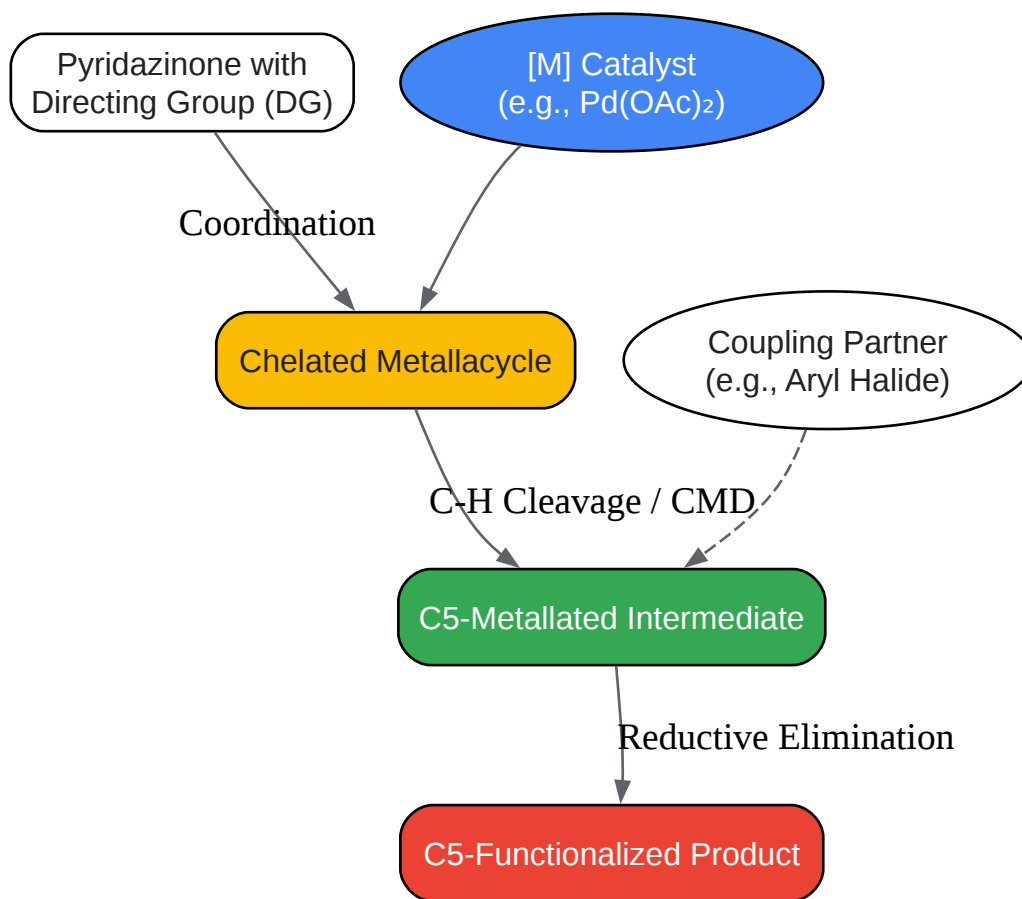 Pyridazinone with
Directing Group (DG)
[M] Catalyst
(e.g., Pd(OAc)₂)
Coordination
Chelated Metallacycle
Coupling Partner
(e.g., Aryl Halide)
C-H Cleavage / CMD
C5-Metallated Intermediate
Reductive Elimination
C5-Functionalized Product